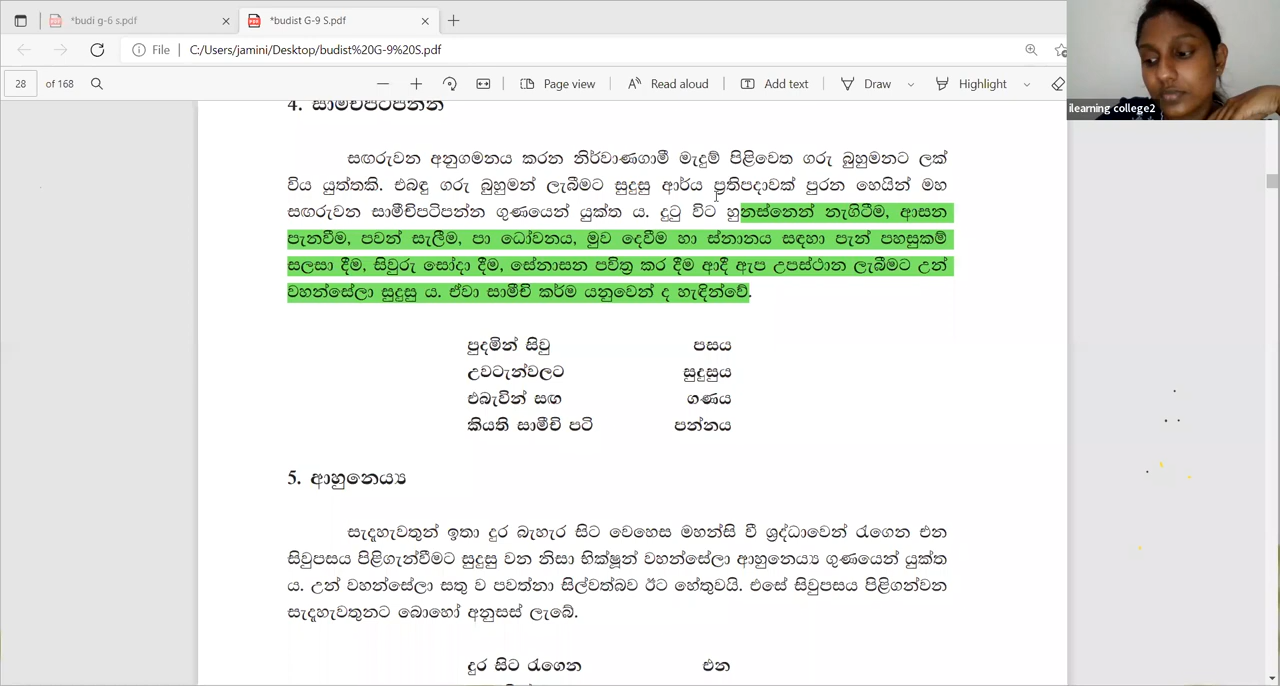 *budi g-6 s.pdf
*budist G-9 S.pdf
File
C:/Users/jamini/Desktop/budist%20G-9%20S.pdf
28 of 168
Page view
Read aloud
Add text
Draw
Highlight
ilearning college2
4. සාමීචිපටිපන්න
සඟරුවන අනුගමනය කරන නිර්වාණගාමී මැදුම් පිළිවෙත ගරු බුහුමනට ලක්
විය යුත්තකි. එබඳු ගරු බුහුමන් ලැබීමට සුදුසු ආර්ය ප්‍රතිපදාවක් පුරන හෙයින් මහ
සඟරුවන සාමීචිපටිපන්න ගුණයෙන් යුක්ත ය. දුටු විට හුනස්නෙන් නැගිටීම, ආසන
පැනවීම, පවන් සැලීම, පා ධෝවනය, මුව දෙවීම හා ස්නානය සඳහා පැන් පහසුකම්
සලසා දීම, සිවුරු සෝදා දීම, සේනාසන පවිත්‍ර කර දීම ආදී ඇප උපස්ථාන ලැබීමට උන්
වහන්සේලා සුදුසු ය. ඒවා සාමීචි කර්ම යනුවෙන් ද හැඳින්වේ.
පුදමින් සිවු පසය
උවටැන්වලට සුදුසුය
එබැවින් සඟ ගණය
කියති සාමීචි පටි පන්නය
5. ආහුනෙය්‍ය
සැදැහැවතුන් ඉතා දුර බැහැර සිට වෙහෙස මහන්සි වී ශ්‍රද්ධාවෙන් රැගෙන එන
සිවුපසය පිළිගැන්වීමට සුදුසු වන නිසා භික්ෂූන් වහන්සේලා ආහුනෙය්‍ය ගුණයෙන් යුක්ත
ය. උන් වහන්සේලා සතු ව පවත්නා සිල්වත්බව ඊට හේතුවයි. එසේ සිවුපසය පිළිගන්වන
සැදැහැවතුනට බොහෝ අනුසස් ලැබේ.
දුර සිට රැගෙන එන